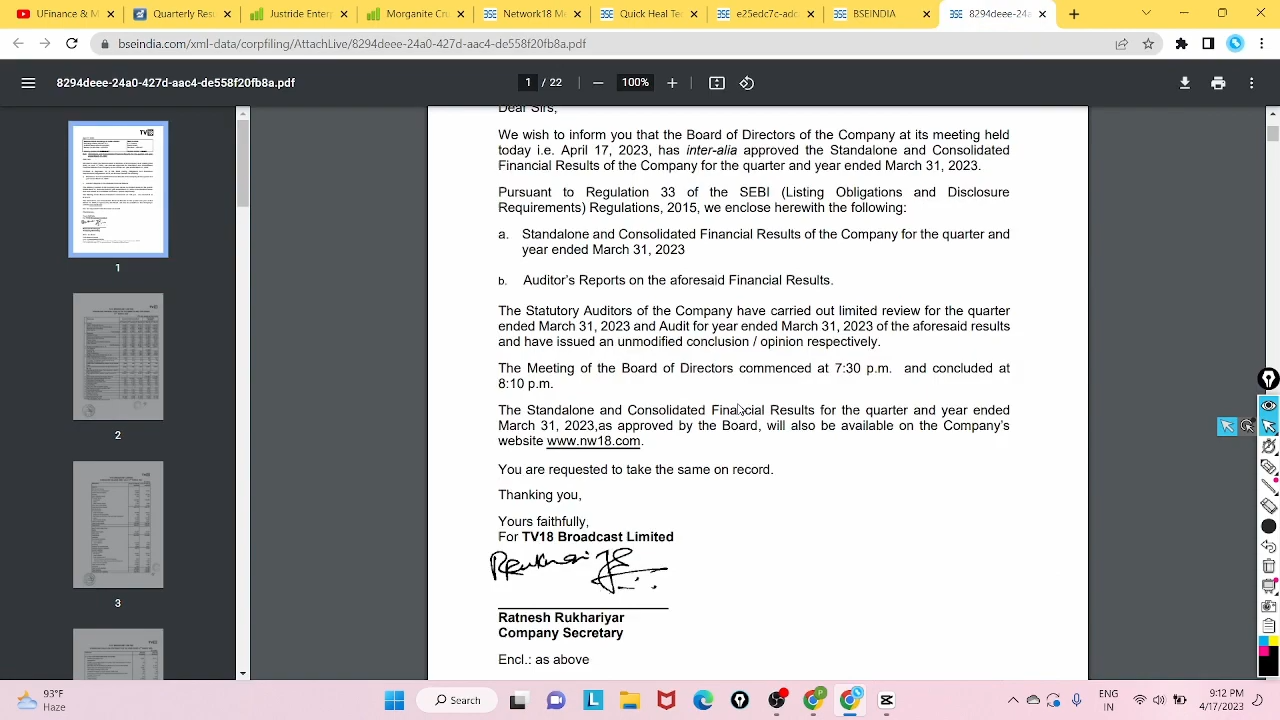 UFinance & M
Quarterly Res
Justride Enter
Morganite Cru
Network18 Me
Quick Heal Te
e25edc7c-adc
BSEINDIA
8294deee-24a
bseindia.com/xml-data/corpfiling/AttachLive/8294deee-24a0-427d-aac4-de558f20fb8a.pdf
8294deee-24a0-427d-aac4-de558f20fb8a.pdf
1 / 22
100%
Dear Sirs,
We wish to inform you that the Board of Directors of the Company at its meeting held
today i.e. April 17, 2023, has inter-alia approved the Standalone and Consolidated
Financial Results of the Company for the quarter and year ended March 31, 2023.
Pursuant to Regulation 33 of the SEBI (Listing Obligations and Disclosure
Requirements) Regulations, 2015, we enclose herewith the following:
a. Standalone and Consolidated Financial Results of the Company for the quarter and
year ended March 31, 2023
b. Auditor's Reports on the aforesaid Financial Results.
The Statutory Auditors of the Company have carried out limited review for the quarter
ended March 31, 2023 and Audit for year ended March 31, 2023 of the aforesaid results
and have issued an unmodified conclusion / opinion respectively.
The Meeting of the Board of Directors commenced at 7:30 p.m. and concluded at
8:10 p.m.
The Standalone and Consolidated Financial Results for the quarter and year ended
March 31, 2023,as approved by the Board, will also be available on the Company's
website www.nw18.com.
You are requested to take the same on record.
Thanking you,
Yours faithfully,
For TV18 Broadcast Limited
Ratnesh Rukhariyar
Company Secretary
Encl.: as above
1
2
3
93°F
Haze
Search
ENG
IN
9:12 PM
4/17/2023